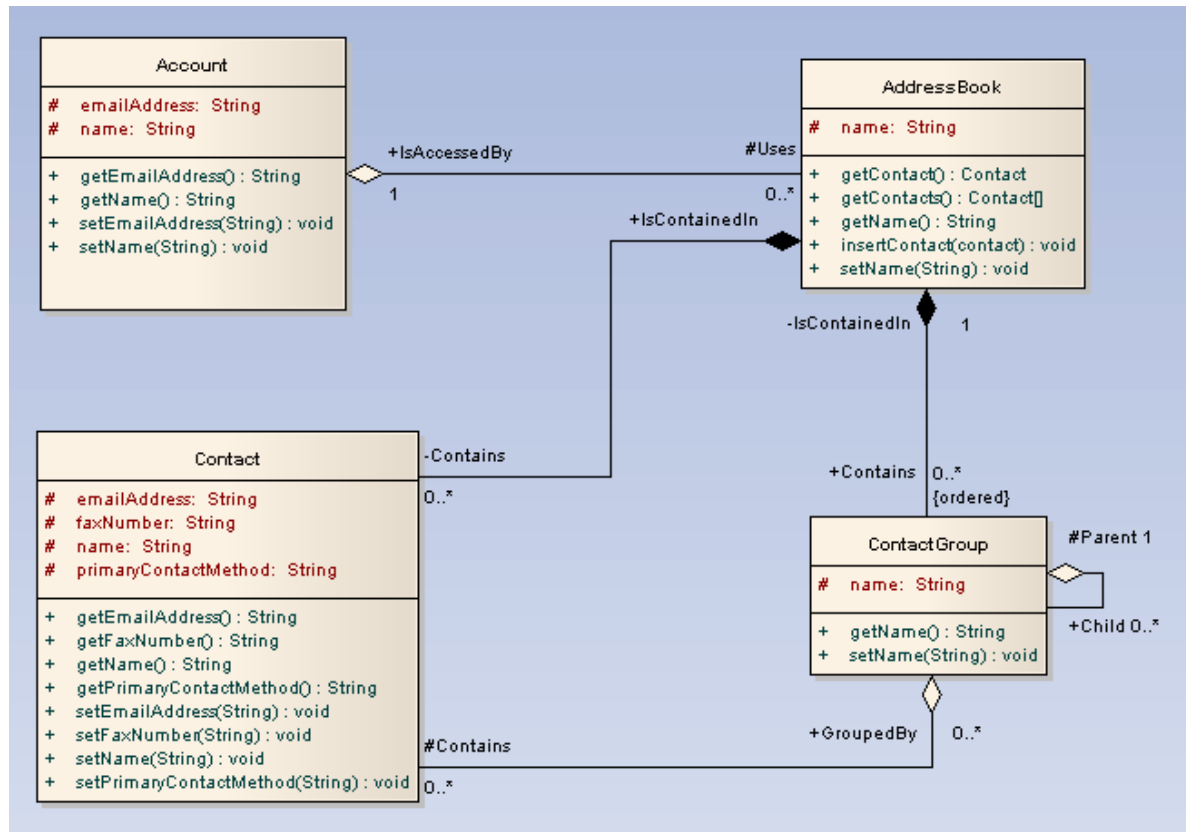 Account
# emailAddress: String
# name: String
+ getEmailAddress() : String
+ getName() : String
+ setEmailAddress(String) : void
+ setName(String) : void
AddressBook
# name: String
+ getContact() : Contact
+ getContacts() : Contact[]
+ getName() : String
+ insertContact(contact) : void
+ setName(String) : void
+IsAccessedBy
1
#Uses
0..*
+IsContainedIn
-IsContainedIn
1
-Contains
0..*
+Contains
0..*
{ordered}
Contact
# emailAddress: String
# faxNumber: String
# name: String
# primaryContactMethod: String
+ getEmailAddress() : String
+ getFaxNumber() : String
+ getName() : String
+ getPrimaryContactMethod() : String
+ setEmailAddress(String) : void
+ setFaxNumber(String) : void
+ setName(String) : void
+ setPrimaryContactMethod(String) : void
ContactGroup
# name: String
+ getName() : String
+ setName(String) : void
#Parent 1
+Child 0..*
+GroupedBy
0..*
#Contains
0..*